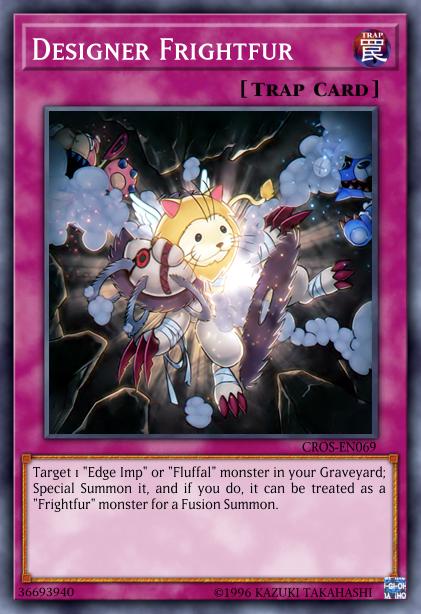 Designer Frightfur
TRAP
罠
[Trap Card]
CROS-EN069
Target 1 "Edge Imp" or "Fluffal" monster in your Graveyard;
Special Summon it, and if you do, it can be treated as a
"Frightfur" monster for a Fusion Summon.
36693940
©1996 KAZUKI TAKAHASHI